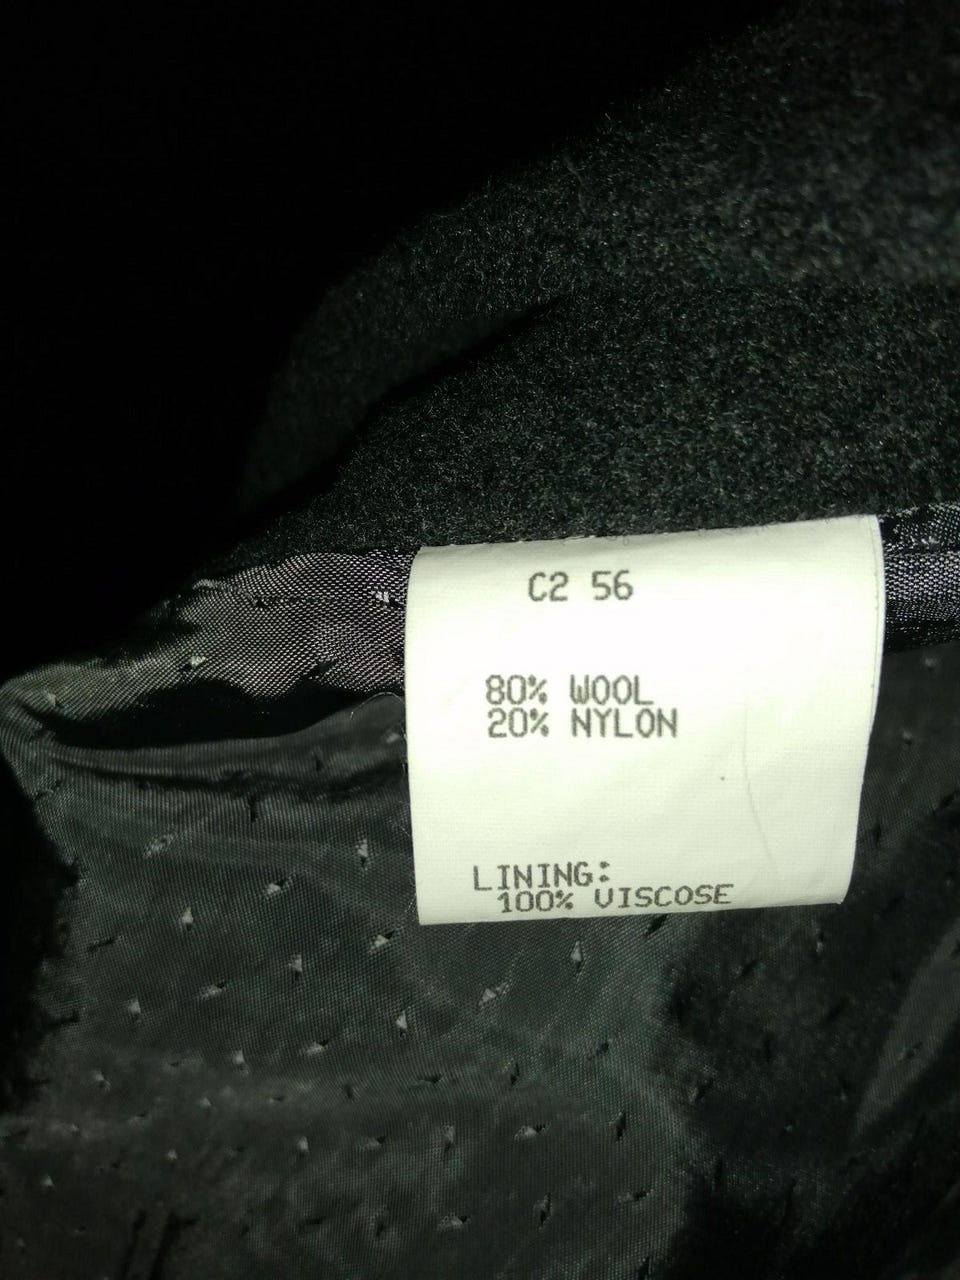 C2 56
80% WOOL
20% NYLON
LINING:
100% VISCOSE